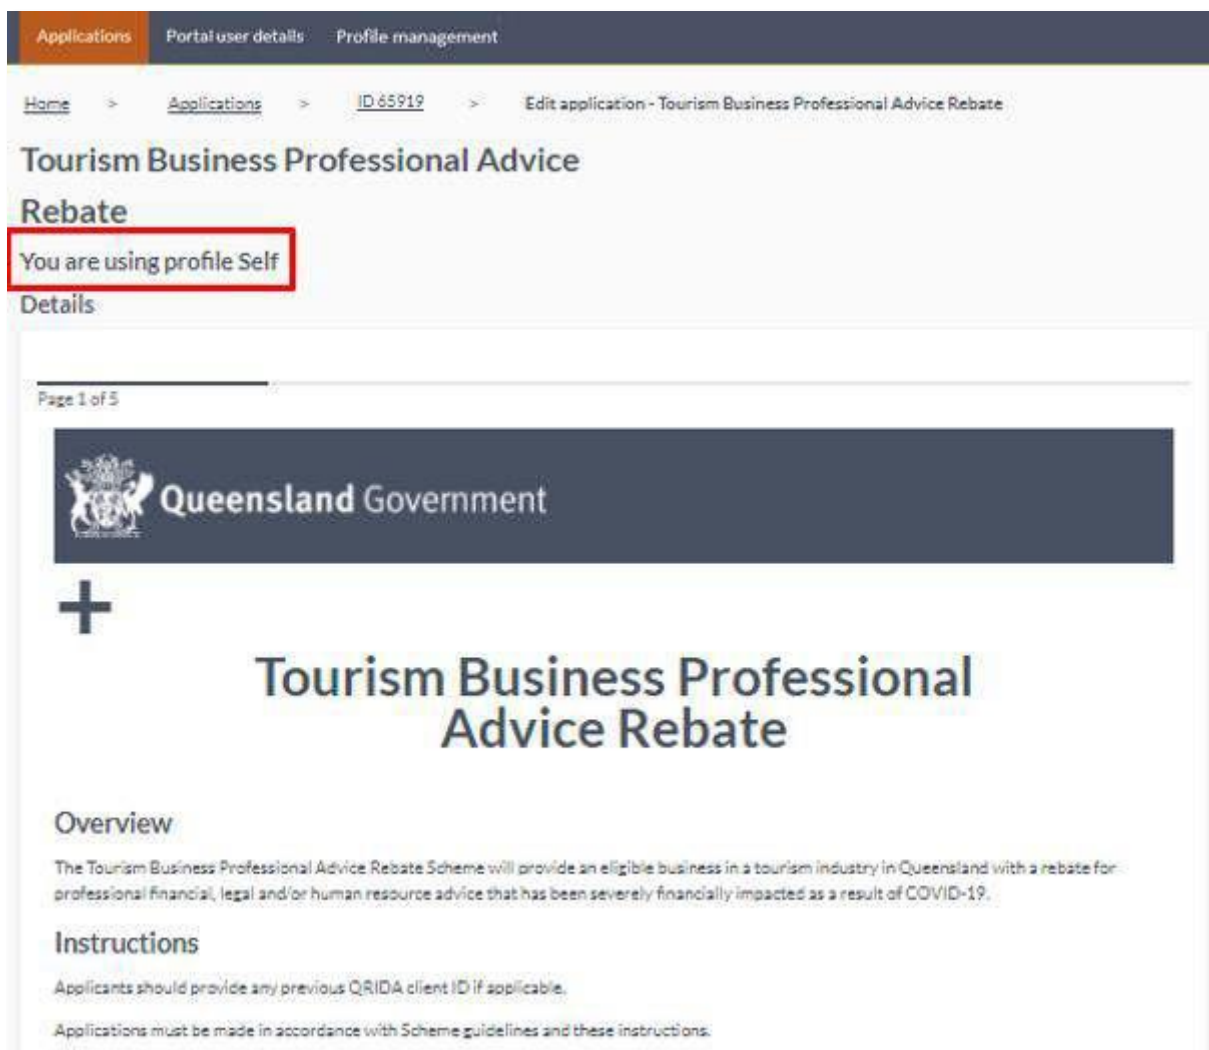 Applications Portal user details Profile management
Home > Applications > ID 65919 > Edit application - Tourism Business Professional Advice Rebate
Tourism Business Professional Advice
Rebate
You are using profile Self
Details
Page 1 of 5
Queensland Government
+
Tourism Business Professional
Advice Rebate
Overview
The Tourism Business Professional Advice Rebate Scheme will provide an eligible business in a tourism industry in Queensland with a rebate for
professional financial, legal and/or human resource advice that has been severely financially impacted as a result of COVID-19.
Instructions
Applicants should provide any previous QRIDA client ID if applicable.
Applications must be made in accordance with Scheme guidelines and these instructions.